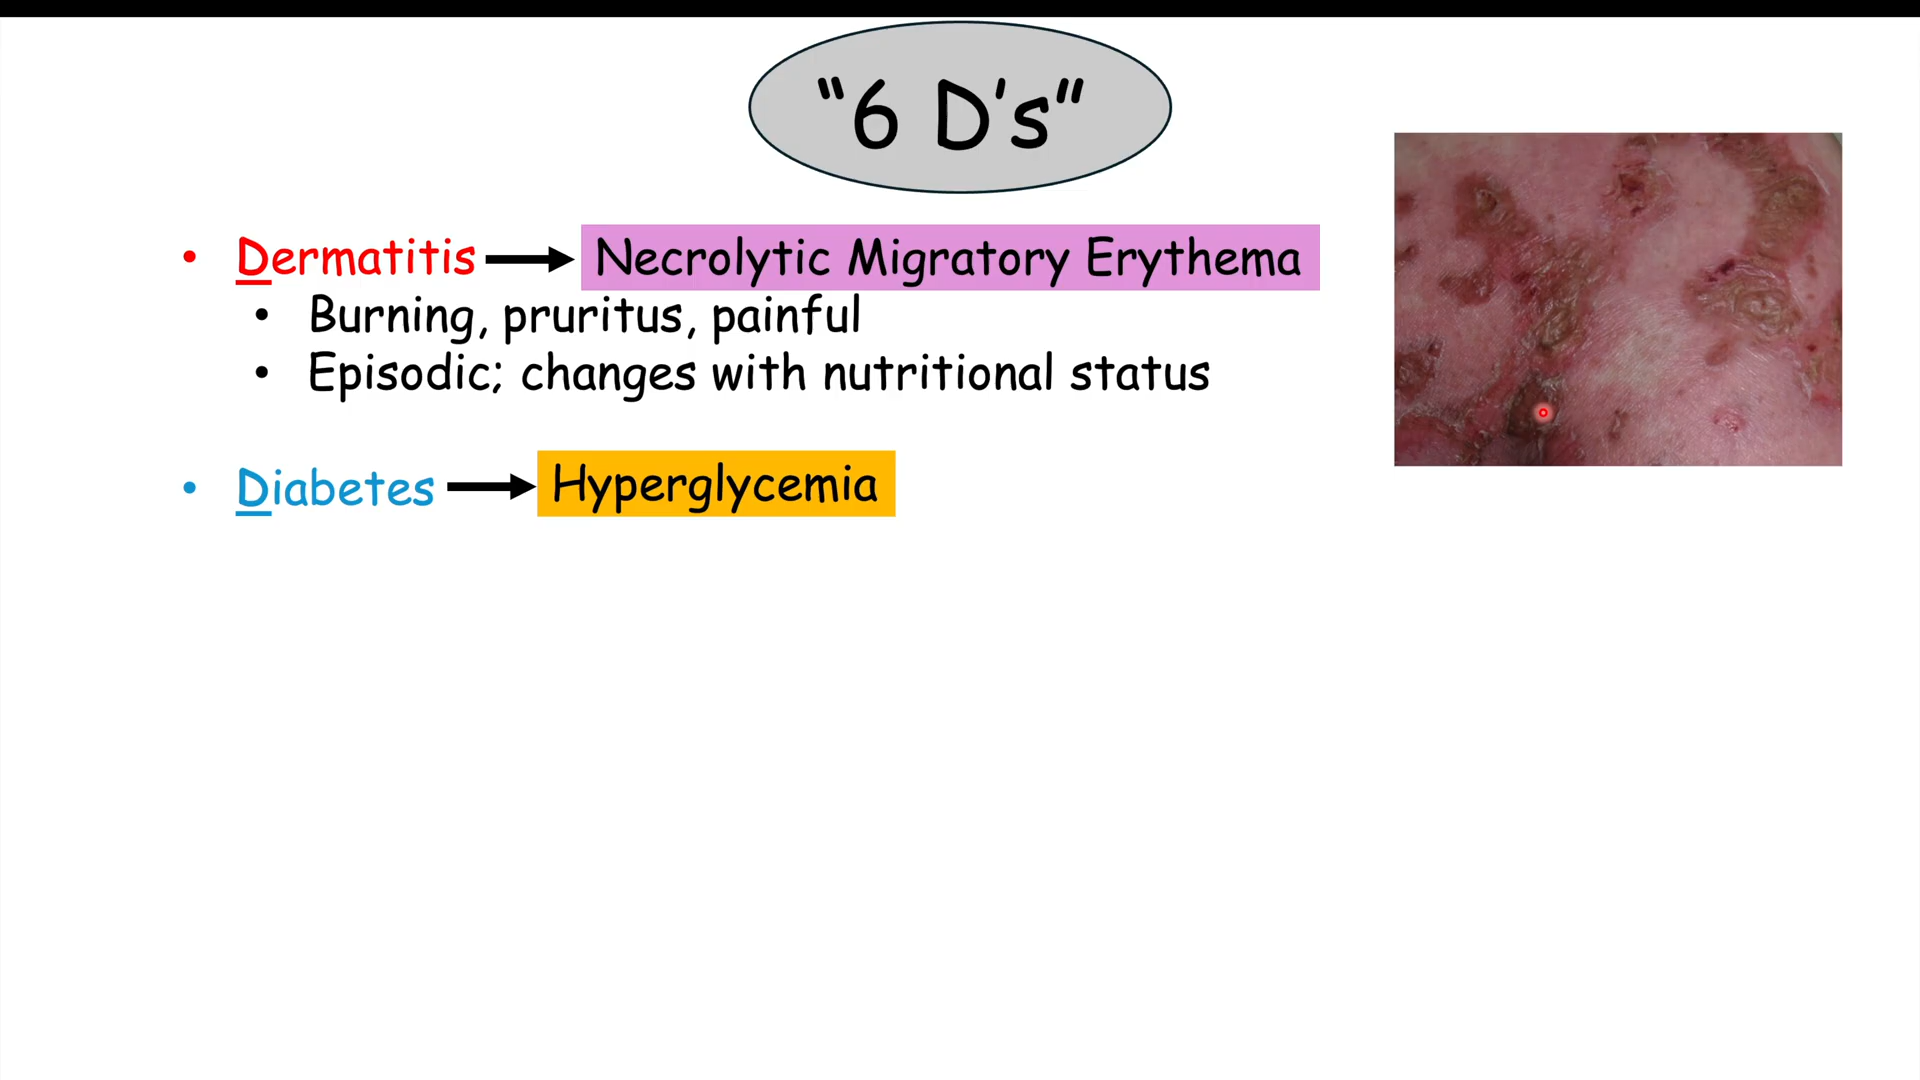 “6 D’s”
• Dermatitis → Necrolytic Migratory Erythema
• Burning, pruritus, painful
• Episodic; changes with nutritional status
• Diabetes → Hyperglycemia